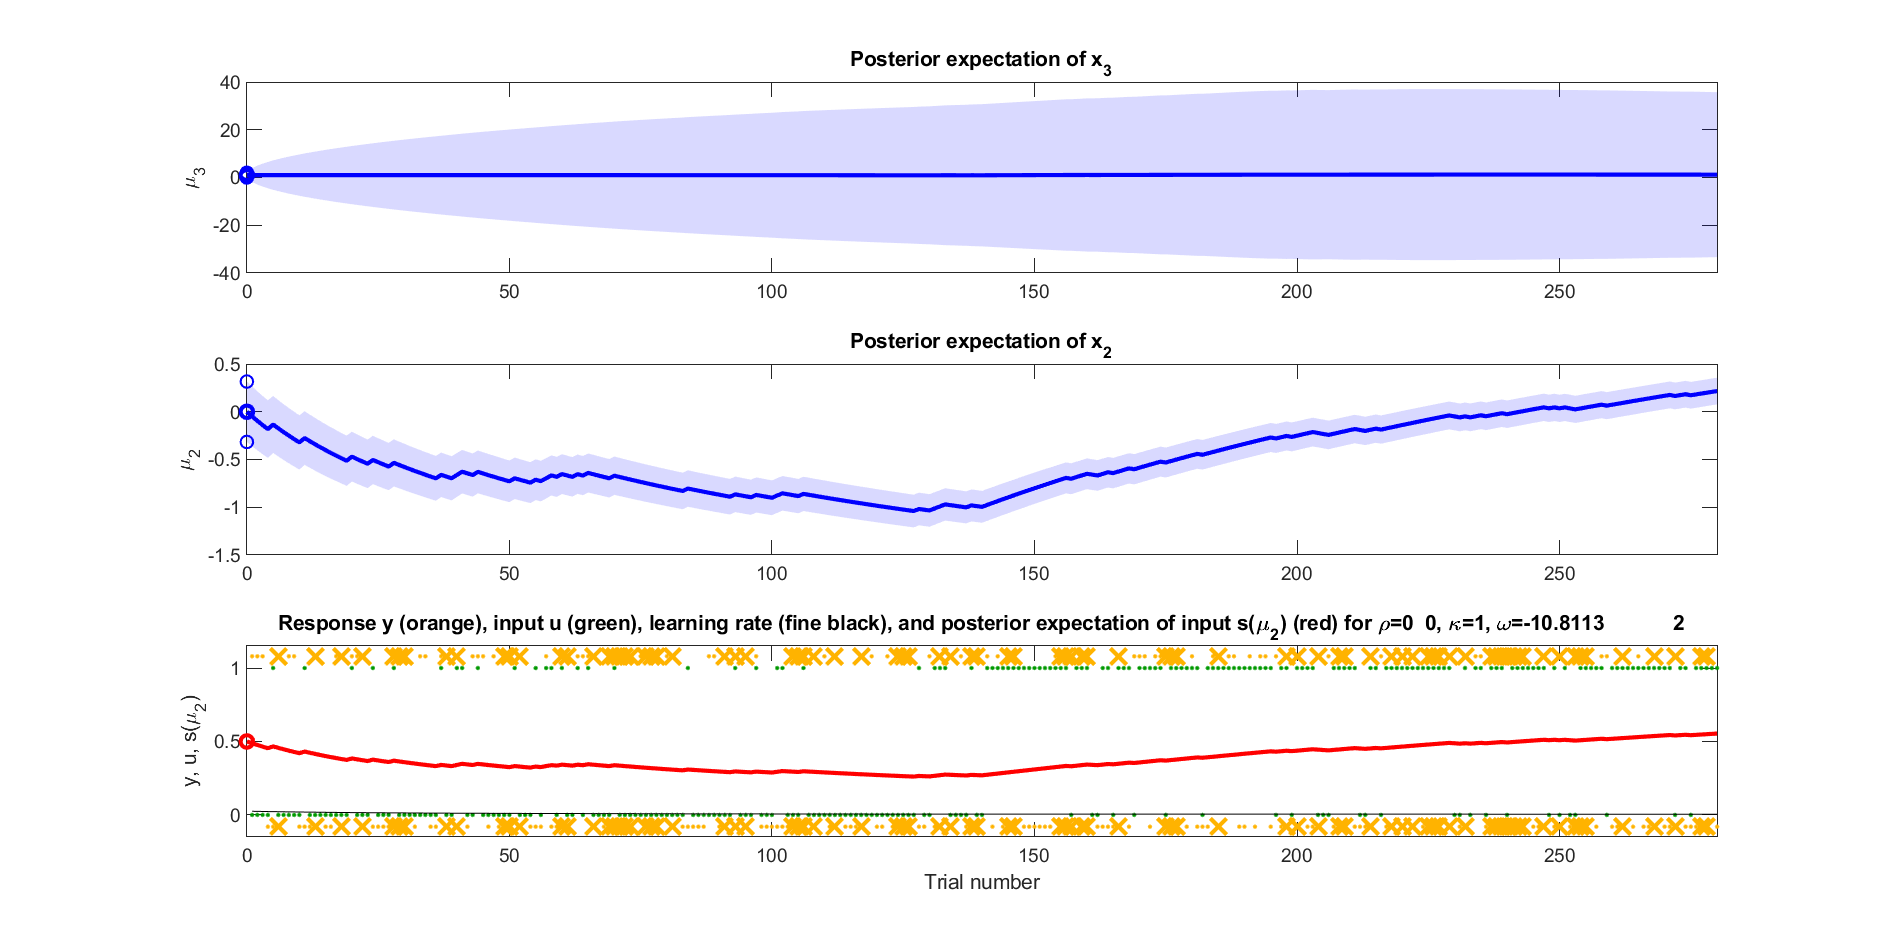 Posterior expectation of x₃
40
20
0
-20
-40
μ₃
0 50 100 150 200 250
Posterior expectation of x₂
0.5
0
-0.5
-1
-1.5
μ₂
0 50 100 150 200 250
Response y (orange), input u (green), learning rate (fine black), and posterior expectation of input s(μ₂) (red) for ρ=0 0, κ=1, ω=-10.8113 2
1
0.5
0
y, u, s(μ₂)
0 50 100 150 200 250
Trial number